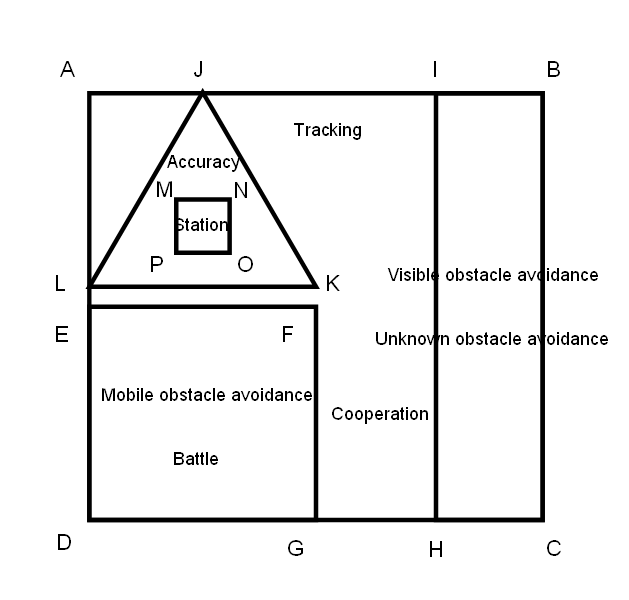 A J I B
Tracking
Accuracy
M N
Station
P O
L K
Visible obstacle avoidance
E F
Unknown obstacle avoidance
Mobile obstacle avoidance
Cooperation
Battle
D G H C